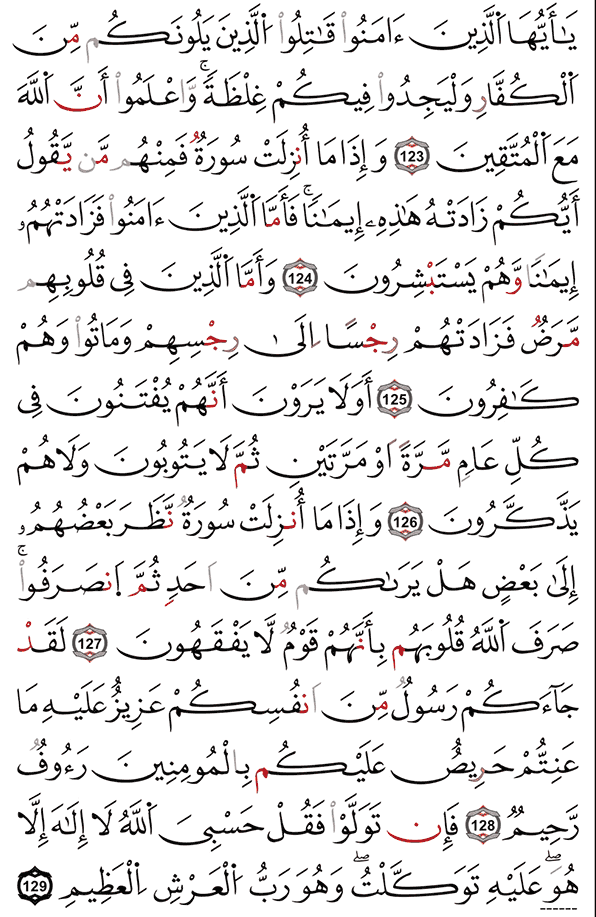 يَـٰٓأَيُّهَا ٱلَّذِينَ ءَامَنُوا۟ قَـٰتِلُوا۟ ٱلَّذِينَ يَلُونَكُم مِّنَ
ٱلْكُفَّارِ وَلْيَجِدُوا۟ فِيكُمْ غِلْظَةً ۚ وَٱعْلَمُوٓا۟ أَنَّ ٱللَّهَ
مَعَ ٱلْمُتَّقِينَ 123 وَإِذَا مَآ أُنزِلَتْ سُورَةٌ فَمِنْهُم مَّن يَقُولُ
أَيُّكُمْ زَادَتْهُ هَـٰذِهِۦٓ إِيمَـٰنًا ۚ فَأَمَّا ٱلَّذِينَ ءَامَنُوا۟ فَزَادَتْهُمُۥ
إِيمَـٰنًا وَهُمْ يَسْتَبْشِرُونَ 124 وَأَمَّا ٱلَّذِينَ فِى قُلُوبِهِم
مَّرَضٌ فَزَادَتْهُمْ رِجْسًا اِلَىٰ رِجْسِهِمْ وَمَاتُوا۟ وَهُمْ
كَـٰفِرُونَ 125 أَوَلَا يَرَوْنَ أَنَّهُمْ يُفْتَنُونَ فِى
كُلِّ عَامٍ مَّرَّةً اَوْ مَرَّتَيْنِ ثُمَّ لَا يَتُوبُونَ وَلَا هُمْ
يَذَّكَّرُونَ 126 وَإِذَا مَآ أُنزِلَتْ سُورَةٌ نَّظَرَ بَعْضُهُمُۥ
إِلَىٰ بَعْضٍ هَلْ يَرَىٰكُم مِّنَ اَحَدٍ ثُمَّ اَنصَرَفُوا۟ ۚ
صَرَفَ ٱللَّهُ قُلُوبَهُم بِأَنَّهُمْ قَوْمٌ لَّا يَفْقَهُونَ 127 لَقَدْ
جَآءَكُمْ رَسُولٌ مِّنَ اَنفُسِكُمْ عَزِيزٌ عَلَيْهِ مَا
عَنِتُّمْ حَرِيصٌ عَلَيْكُم بِالْمُومِنِينَ رَءُوفٌ
رَّحِيمٌ 128 فَإِن تَوَلَّوْا۟ فَقُلْ حَسْبِىَ ٱللَّهُ لَآ إِلَـٰهَ إِلَّا
هُوَ ۖ عَلَيْهِ تَوَكَّلْتُ ۖ وَهُوَ رَبُّ ٱلْعَرْشِ ٱلْعَظِيمِ 129